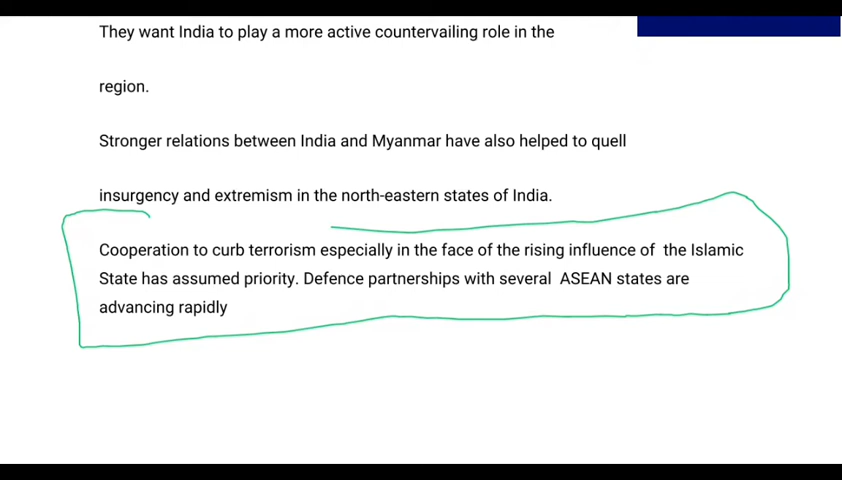 They want India to play a more active countervailing role in the
region.
Stronger relations between India and Myanmar have also helped to quell
insurgency and extremism in the north-eastern states of India.
Cooperation to curb terrorism especially in the face of the rising influence of  the Islamic
State has assumed priority. Defence partnerships with several  ASEAN states are
advancing rapidly